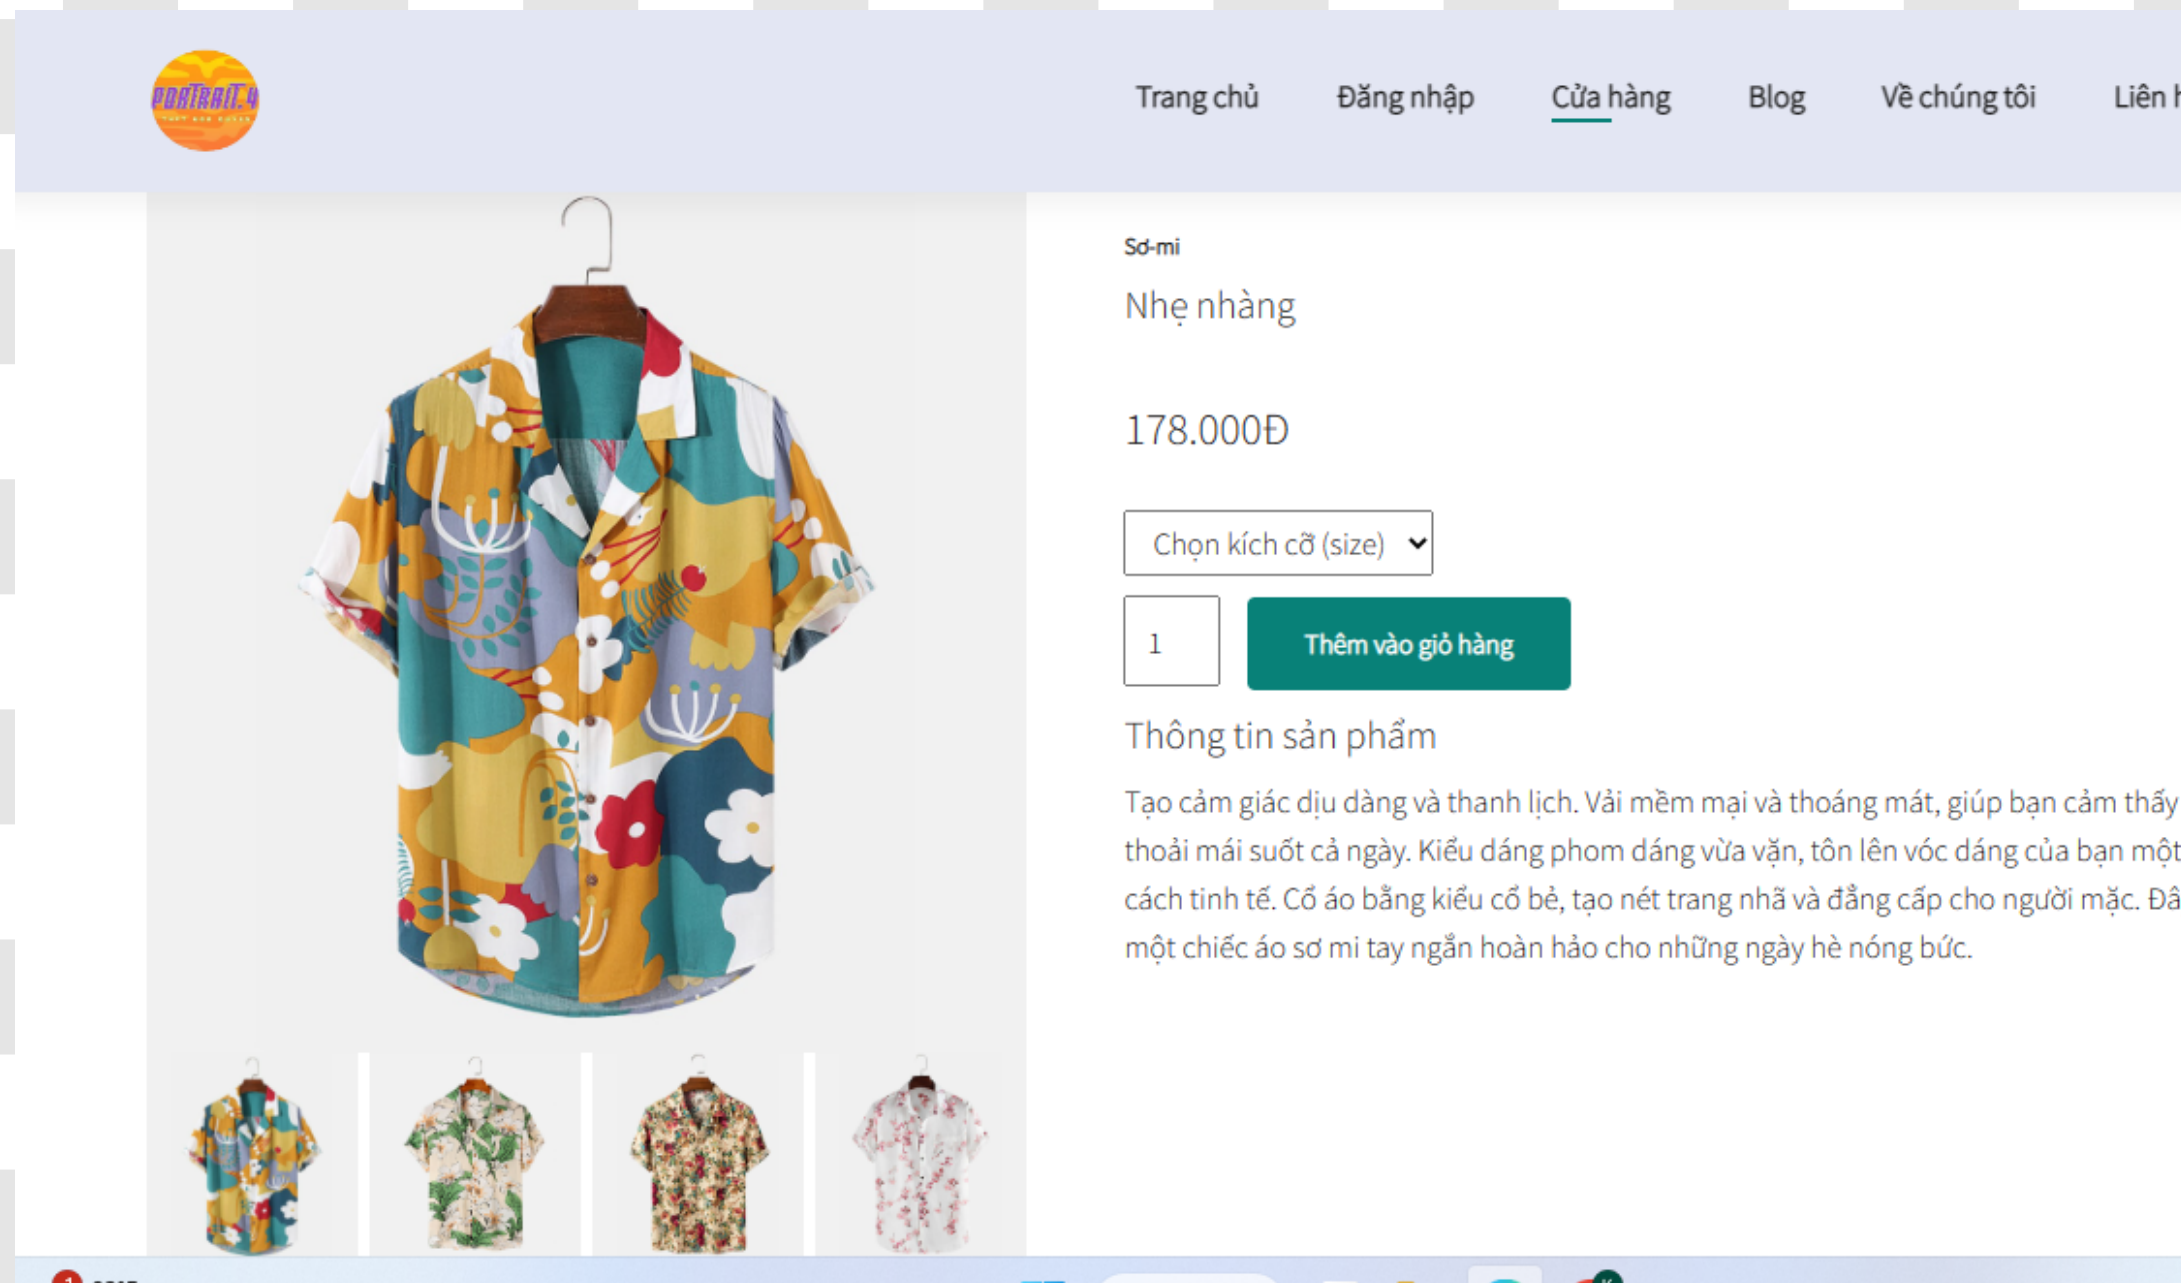 PORTRAIT.4
Trang chủ Đăng nhập Cửa hàng Blog Về chúng tôi Liên
Sơ-mi
Nhẹ nhàng
178.000Đ
Chọn kích cỡ (size)
1 Thêm vào giỏ hàng
Thông tin sản phẩm
Tạo cảm giác dịu dàng và thanh lịch. Vải mềm mại và thoáng mát, giúp bạn cảm thấy
thoải mái suốt cả ngày. Kiểu dáng phom dáng vừa vặn, tôn lên vóc dáng của bạn một
cách tinh tế. Cổ áo bằng kiểu cổ bẻ, tạo nét trang nhã và đẳng cấp cho người mặc.
một chiếc áo sơ mi tay ngắn hoàn hảo cho những ngày hè nóng bức.